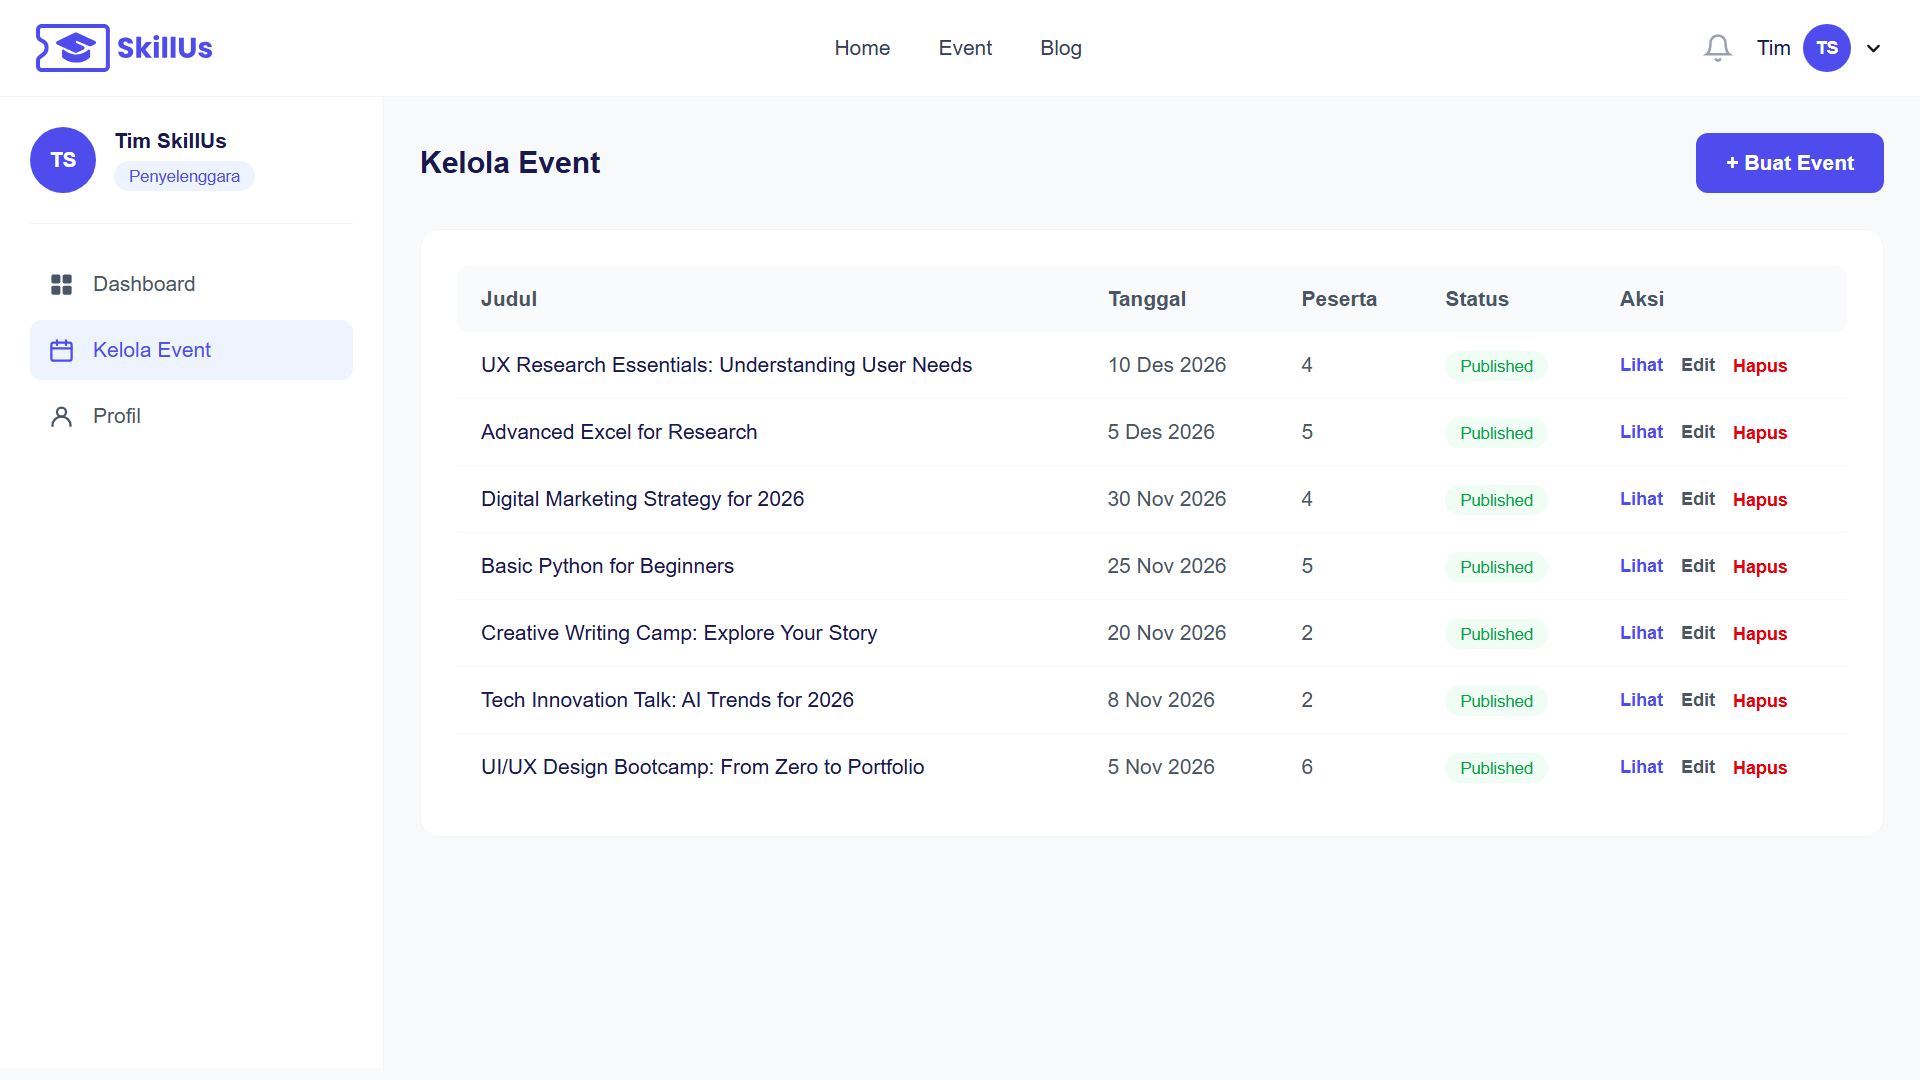 SkillUs
Home Event Blog
Tim TS
TS
Tim SkillUs
Penyelenggara
Dashboard
Kelola Event
Profil
Kelola Event
+ Buat Event
Judul Tanggal Peserta Status Aksi
UX Research Essentials: Understanding User Needs 10 Des 2026 4 Published Lihat Edit Hapus
Advanced Excel for Research 5 Des 2026 5 Published Lihat Edit Hapus
Digital Marketing Strategy for 2026 30 Nov 2026 4 Published Lihat Edit Hapus
Basic Python for Beginners 25 Nov 2026 5 Published Lihat Edit Hapus
Creative Writing Camp: Explore Your Story 20 Nov 2026 2 Published Lihat Edit Hapus
Tech Innovation Talk: AI Trends for 2026 8 Nov 2026 2 Published Lihat Edit Hapus
UI/UX Design Bootcamp: From Zero to Portfolio 5 Nov 2026 6 Published Lihat Edit Hapus